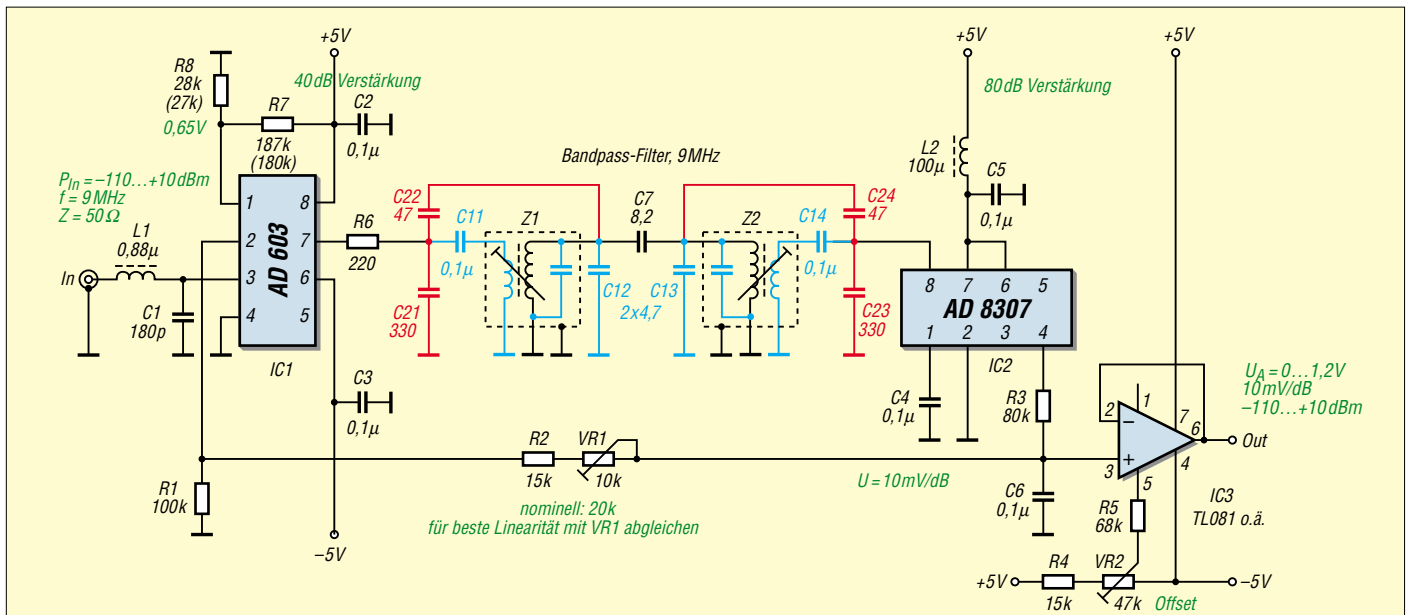 +5V
+5V
+5V
R8
28k
(27k)
40dB Verstärkung
80dB Verstärkung
R7
187k
(180k)
C2
0,1µ
0,65V
L2
100µ
C5
0,1µ
Bandpass-Filter, 9MHz
PIn = –110...+10dBm
f = 9MHz
Z = 50Ω
L1
0,88µ
In
C1
180p
1
2
3
4
8
7
6
5
AD 603
IC1
R6
220
C22
47
C11
0,1µ
C21
330
Z1
C7
8,2
C12
C13
2x4,7
Z2
C14
0,1µ
C24
47
C23
330
8
7
6
5
AD 8307
1
2
3
4
IC2
C3
0,1µ
C4
0,1µ
R3
80k
UA = 0...1,2V
10mV/dB
–110...+10dBm
2
–
1
7
6
Out
3
+
4
5
R2
15k
VR1
10k
U = 10mV/dB
R1
100k
nominell: 20k
für beste Linearität mit VR1 abgleichen
C6
0,1µ
R5
68k
IC3
TL081 o.ä.
–5V
+5V
R4
15k
VR2
47k
Offset
–5V